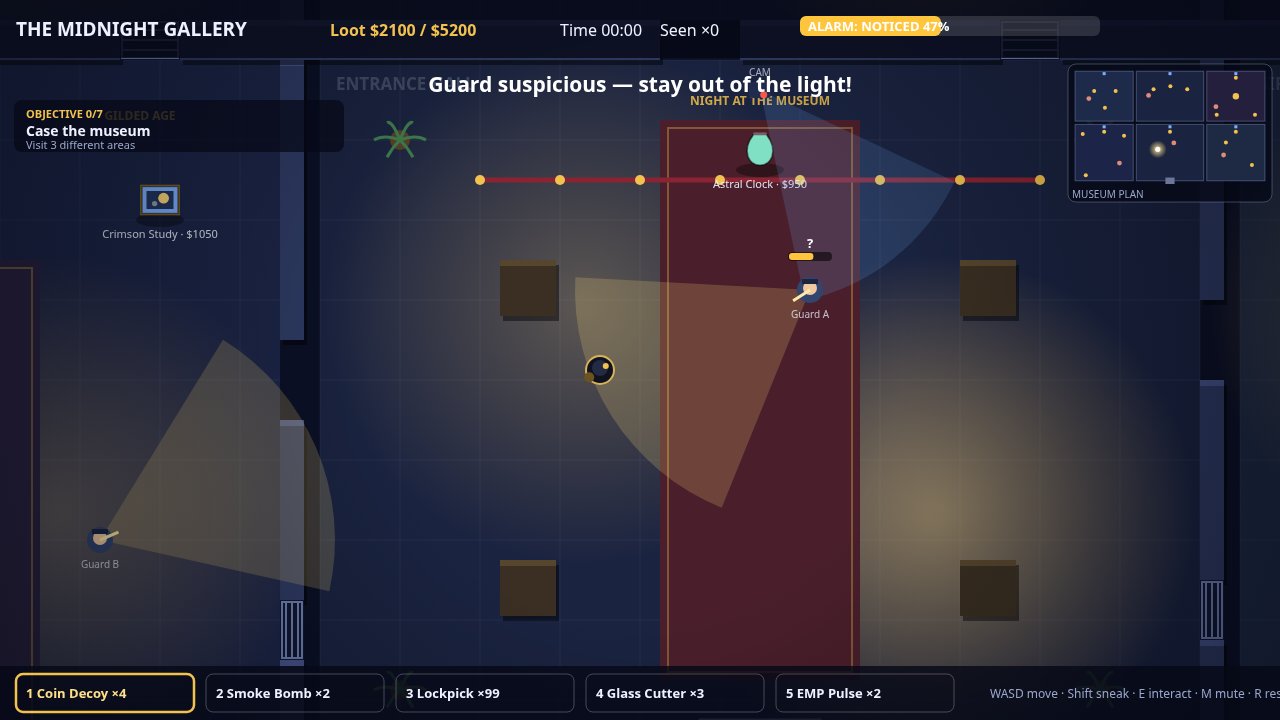 THE MIDNIGHT GALLERY
Loot $2100 / $5200
Time 00:00
Seen ×0
ALARM: NOTICED 47%
CAM
ENTRANCE
Guard suspicious — stay out of the light!
NIGHT AT THE MUSEUM
OBJECTIVE 0/7
GILDED AGE
Case the museum
Visit 3 different areas
Astral Clock · $950
MUSEUM PLAN
Crimson Study · $1050
?
Guard A
Guard B
1 Coin Decoy ×4
2 Smoke Bomb ×2
3 Lockpick ×99
4 Glass Cutter ×3
5 EMP Pulse ×2
WASD move · Shift sneak · E interact · M mute · R res